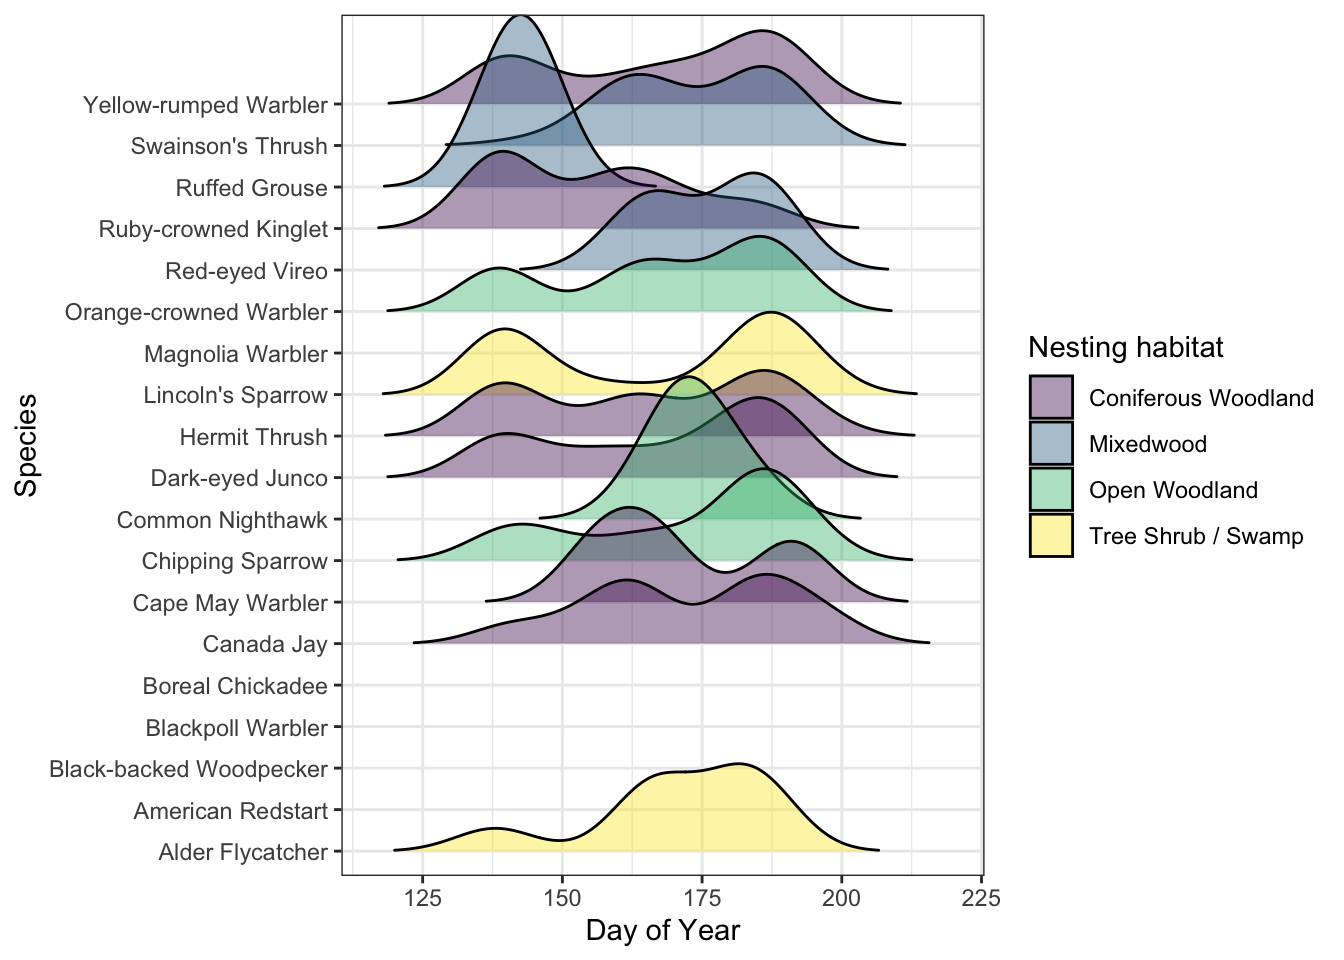 Species
Yellow-rumped Warbler
Swainson's Thrush
Ruffed Grouse
Ruby-crowned Kinglet
Red-eyed Vireo
Orange-crowned Warbler
Magnolia Warbler
Lincoln's Sparrow
Hermit Thrush
Dark-eyed Junco
Common Nighthawk
Chipping Sparrow
Cape May Warbler
Canada Jay
Boreal Chickadee
Blackpoll Warbler
Black-backed Woodpecker
American Redstart
Alder Flycatcher
125 150 175 200 225
Day of Year
Nesting habitat
Coniferous Woodland
Mixedwood
Open Woodland
Tree Shrub / Swamp